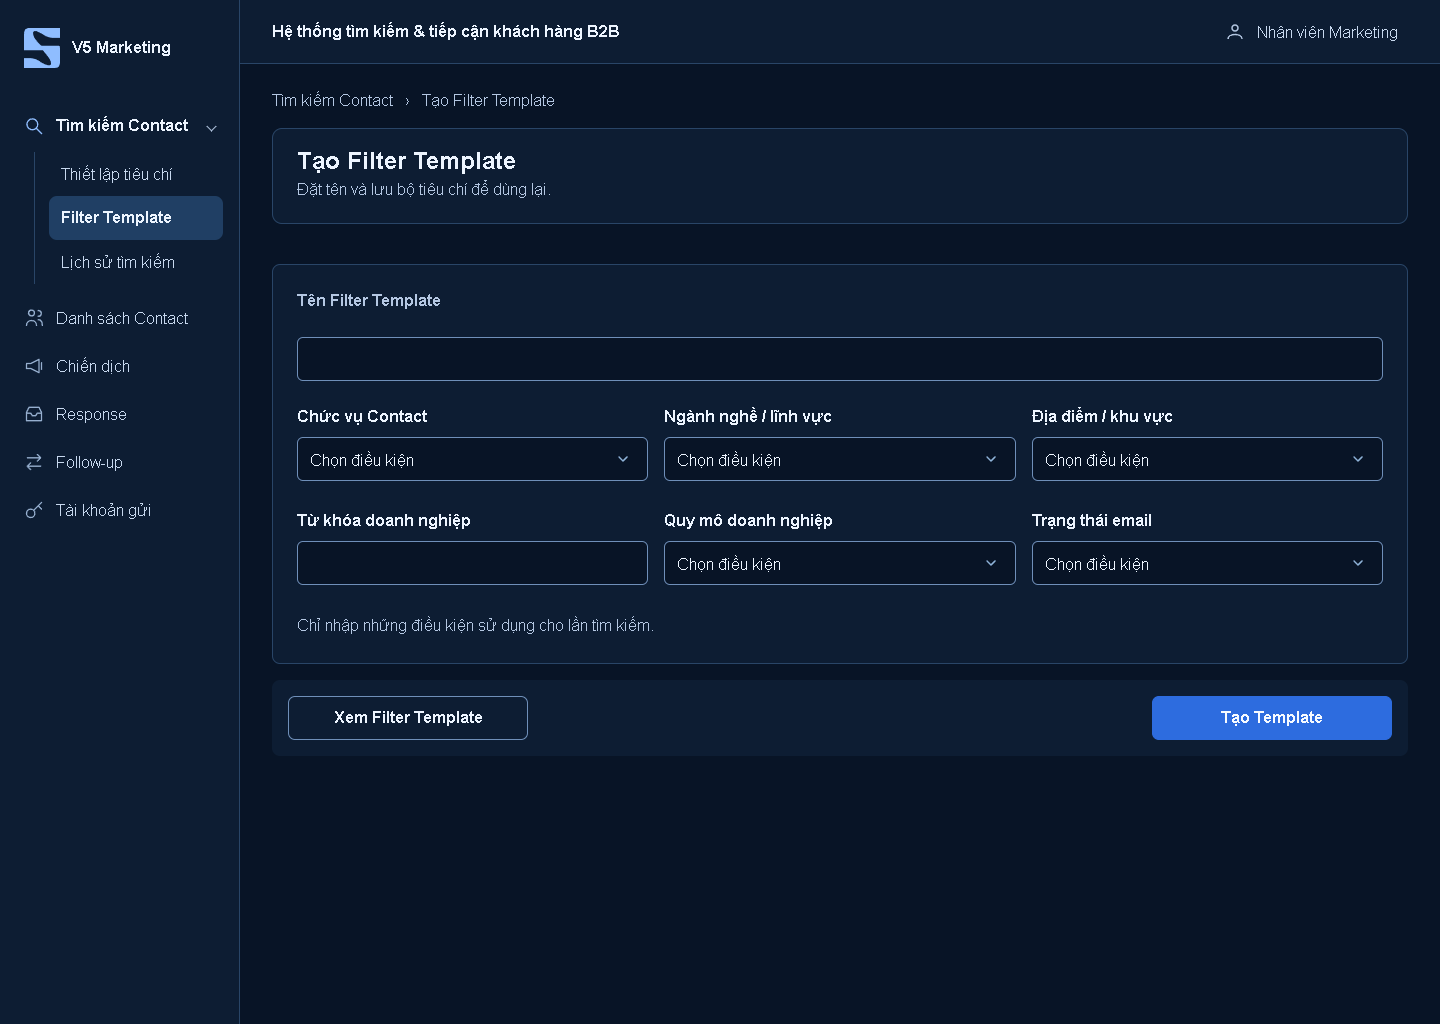 V5 Marketing
Hệ thống tìm kiếm & tiếp cận khách hàng B2B
Nhân viên Marketing
Tìm kiếm Contact
Thiết lập tiêu chí
Filter Template
Lịch sử tìm kiếm
Danh sách Contact
Chiến dịch
Response
Follow-up
Tài khoản gửi
Tìm kiếm Contact › Tạo Filter Template
Tạo Filter Template
Đặt tên và lưu bộ tiêu chí để dùng lại.
Tên Filter Template
Chức vụ Contact
Ngành nghề / lĩnh vực
Địa điểm / khu vực
Chọn điều kiện
Chọn điều kiện
Chọn điều kiện
Từ khóa doanh nghiệp
Quy mô doanh nghiệp
Trạng thái email
Chọn điều kiện
Chọn điều kiện
Chỉ nhập những điều kiện sử dụng cho lần tìm kiếm.
Xem Filter Template
Tạo Template